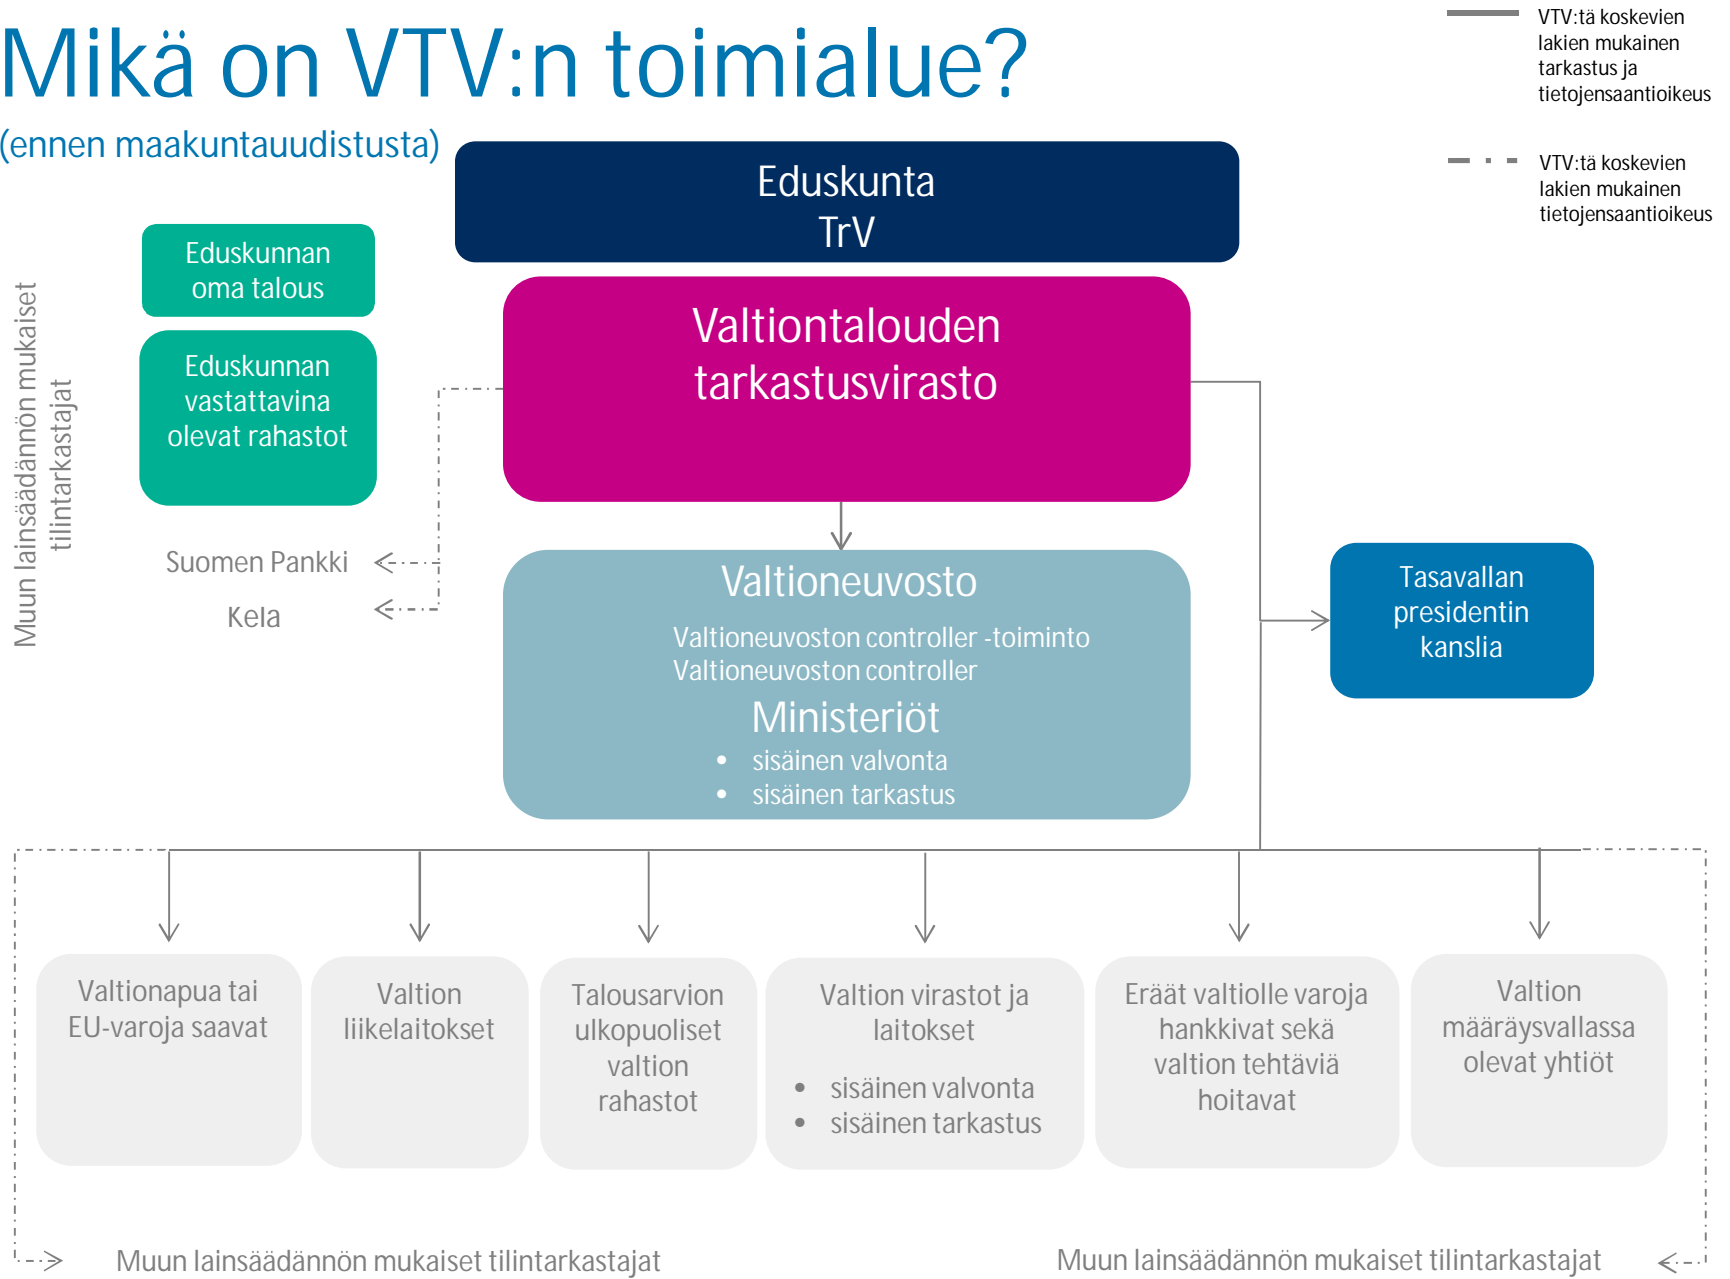 Mikä on VTV:n toimialue?
(ennen maakuntauudistusta)
VTV:tä koskevien
lakien mukainen
tarkastus ja
tietojensaantioikeus
VTV:tä koskevien
lakien mukainen
tietojensaantioikeus
Eduskunta
TrV
Eduskunnan
oma talous
Eduskunnan
vastattavina
olevat rahastot
Muun lainsäädännön mukaiset
tilintarkastajat
Suomen Pankki
Kela
Valtiontalouden
tarkastusvirasto
Valtioneuvosto
Valtioneuvoston controller -toiminto
Valtioneuvoston controller
Ministeriöt
• sisäinen valvonta
• sisäinen tarkastus
Tasavallan
presidentin
kanslia
Valtionapua tai
EU-varoja saavat
Valtion
liikelaitokset
Talousarvion
ulkopuoliset
valtion
rahastot
Valtion virastot ja
laitokset
• sisäinen valvonta
• sisäinen tarkastus
Eräät valtiolle varoja
hankkivat sekä
valtion tehtäviä
hoitavat
Valtion
määräysvallassa
olevat yhtiöt
Muun lainsäädännön mukaiset tilintarkastajat
Muun lainsäädännön mukaiset tilintarkastajat